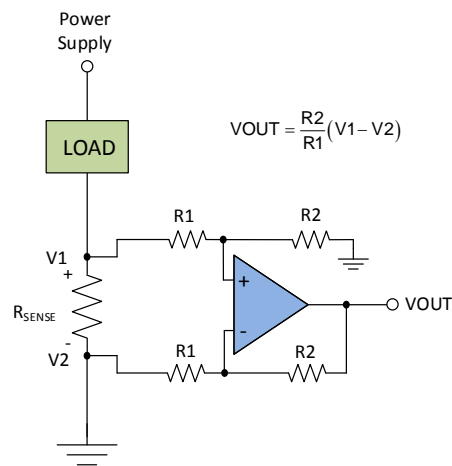 Power
Supply
VOUT = R2/R1 (V1 – V2)
LOAD
R1
R2
V1
+
+
VOUT
RSENSE
-
-
V2
R1
R2